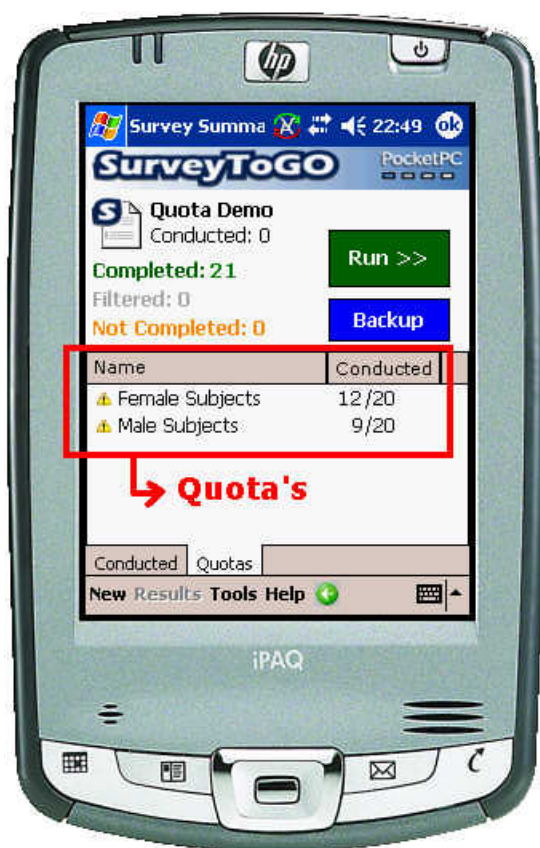 hp
Survey Summa 22:49 ok
SurveyToGO PocketPC
Quota Demo
Conducted: 0
Run >>
Completed: 21
Filtered: 0
Backup
Not Completed: 0
Name Conducted
Female Subjects 12/20
Male Subjects 9/20
Quota's
Conducted Quotas
New Results Tools Help
iPAQ